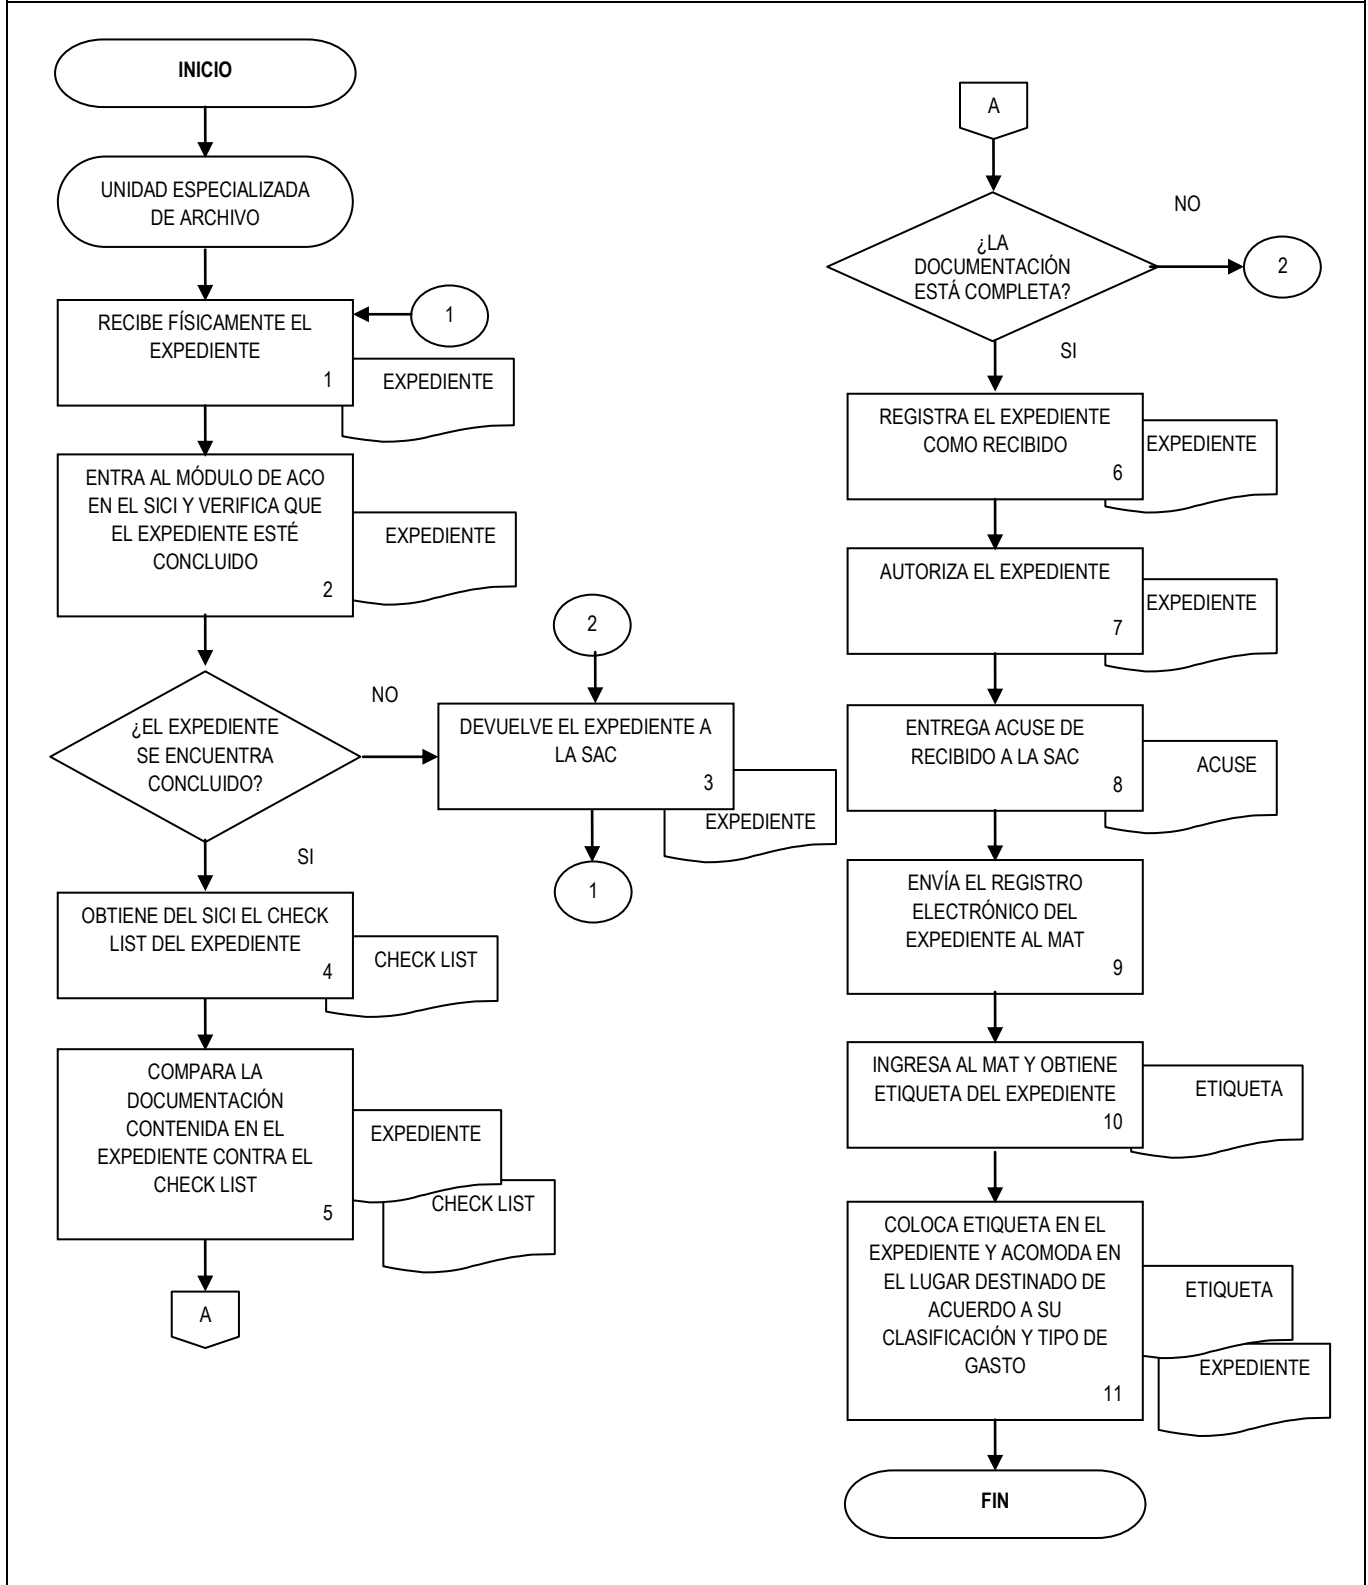 INICIO
UNIDAD ESPECIALIZADA
DE ARCHIVO
RECIBE FÍSICAMENTE EL
EXPEDIENTE
1
1
EXPEDIENTE
ENTRA AL MÓDULO DE ACO
EN EL SICI Y VERIFICA QUE
EL EXPEDIENTE ESTÉ
CONCLUIDO
2
EXPEDIENTE
¿EL EXPEDIENTE
SE ENCUENTRA
CONCLUIDO?
NO
2
DEVUELVE EL EXPEDIENTE A
LA SAC
3
EXPEDIENTE
1
SI
OBTIENE DEL SICI EL CHECK
LIST DEL EXPEDIENTE
4
CHECK LIST
COMPARA LA
DOCUMENTACIÓN
CONTENIDA EN EL
EXPEDIENTE CONTRA EL
CHECK LIST
5
EXPEDIENTE
CHECK LIST
A
A
¿LA
DOCUMENTACIÓN
ESTÁ COMPLETA?
NO
2
SI
REGISTRA EL EXPEDIENTE
COMO RECIBIDO
6
EXPEDIENTE
AUTORIZA EL EXPEDIENTE
7
EXPEDIENTE
ENTREGA ACUSE DE
RECIBIDO A LA SAC
8
ACUSE
ENVÍA EL REGISTRO
ELECTRÓNICO DEL
EXPEDIENTE AL MAT
9
INGRESA AL MAT Y OBTIENE
ETIQUETA DEL EXPEDIENTE
10
ETIQUETA
COLOCA ETIQUETA EN EL
EXPEDIENTE Y ACOMODA EN
EL LUGAR DESTINADO DE
ACUERDO A SU
CLASIFICACIÓN Y TIPO DE
GASTO
11
ETIQUETA
EXPEDIENTE
FIN